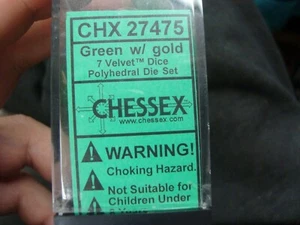 CHX 27475
Green w/ gold
7 Velvet™ Dice
Polyhedral Die Set
CHESSEX
www.chessex.com
WARNING!
Choking Hazard.
Not Suitable for
Children Under